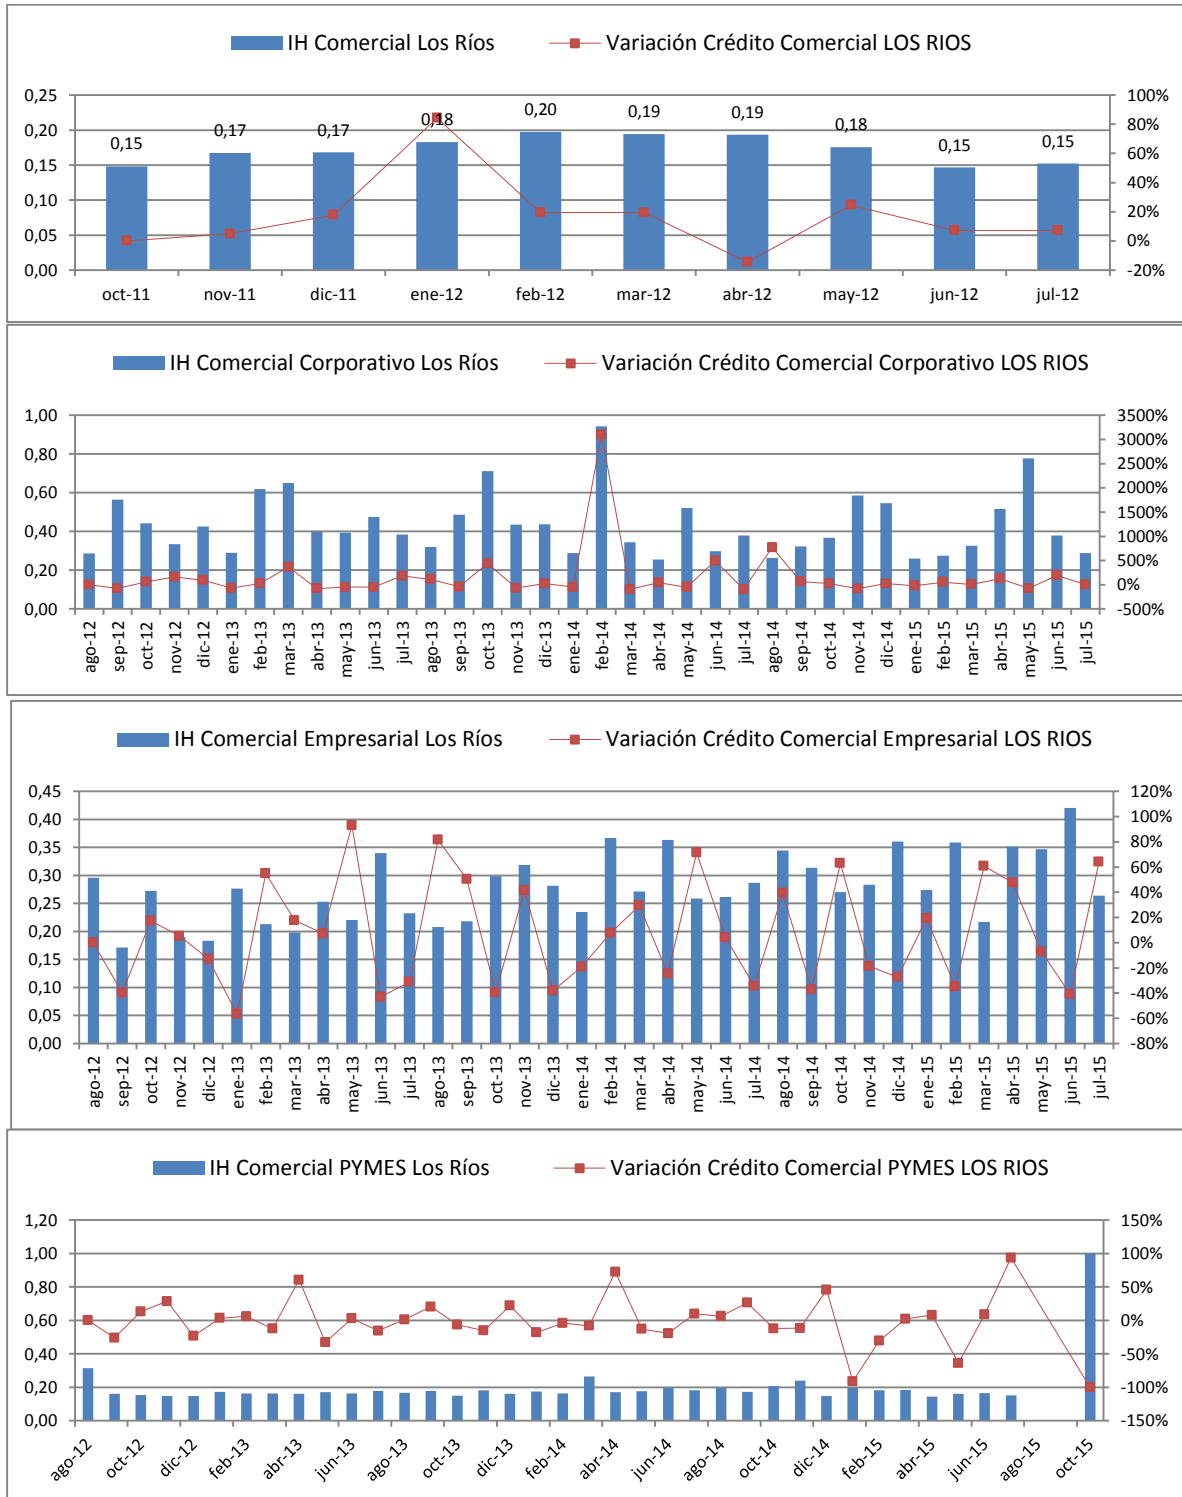 IH Comercial Los Ríos Variación Crédito Comercial LOS RIOS
0,25 0,20 0,15 0,10 0,05 0,00
0,15 0,17 0,17 0,18 0,20 0,19 0,19 0,18 0,15 0,15
100% 80% 60% 40% 20% 0% -20%
oct-11 nov-11 dic-11 ene-12 feb-12 mar-12 abr-12 may-12 jun-12 jul-12
IH Comercial Corporativo Los Ríos Variación Crédito Comercial Corporativo LOS RIOS
1,00 0,80 0,60 0,40 0,20 0,00
3500% 3000% 2500% 2000% 1500% 1000% 500% 0% -500%
ago-12 sep-12 oct-12 nov-12 dic-12 ene-13 feb-13 mar-13 abr-13 may-13 jun-13 jul-13 ago-13 sep-13 oct-13 nov-13 dic-13 ene-14 feb-14 mar-14 abr-14 may-14 jun-14 jul-14 ago-14 sep-14 oct-14 nov-14 dic-14 ene-15 feb-15 mar-15 abr-15 may-15 jun-15 jul-15
IH Comercial Empresarial Los Ríos Variación Crédito Comercial Empresarial LOS RIOS
0,45 0,40 0,35 0,30 0,25 0,20 0,15 0,10 0,05 0,00
120% 100% 80% 60% 40% 20% 0% -20% -40% -60% -80%
ago-12 sep-12 oct-12 nov-12 dic-12 ene-13 feb-13 mar-13 abr-13 may-13 jun-13 jul-13 ago-13 sep-13 oct-13 nov-13 dic-13 ene-14 feb-14 mar-14 abr-14 may-14 jun-14 jul-14 ago-14 sep-14 oct-14 nov-14 dic-14 ene-15 feb-15 mar-15 abr-15 may-15 jun-15 jul-15
IH Comercial PYMES Los Ríos Variación Crédito Comercial PYMES LOS RIOS
1,20 1,00 0,80 0,60 0,40 0,20 0,00
150% 100% 50% 0% -50% -100% -150%
ago-12 oct-12 dic-12 feb-13 abr-13 jun-13 ago-13 oct-13 dic-13 feb-14 abr-14 jun-14 ago-14 oct-14 dic-14 feb-15 abr-15 jun-15 ago-15 oct-15